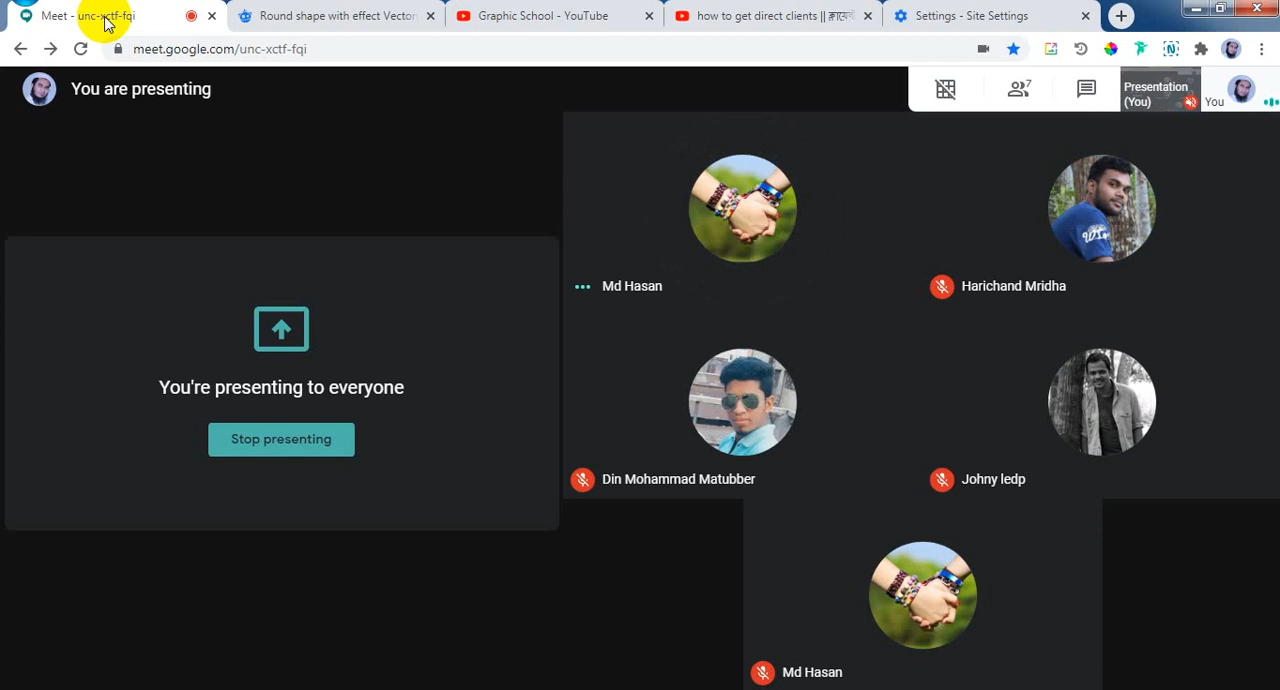 Meet - unc-xctf-fqi
Round shape with effect Vector
Graphic School - YouTube
how to get direct clients || ক্লায়েন্ট
Settings - Site Settings
meet.google.com/unc-xctf-fqi
You are presenting
7
Presentation
(You)
You
Md Hasan
Harichand Mridha
You're presenting to everyone
Stop presenting
Din Mohammad Matubber
Johny ledp
Md Hasan